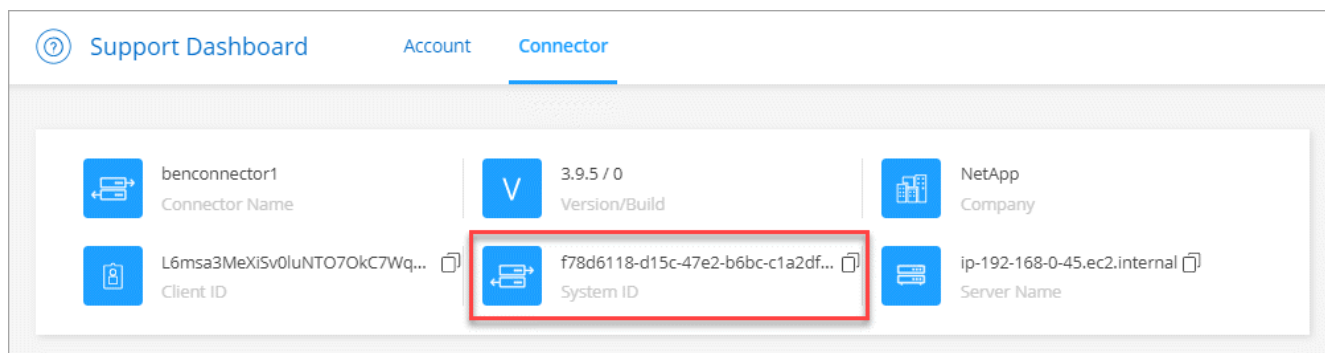 Support Dashboard Account Connector
benconnector1
Connector Name
V
3.9.5 / 0
Version/Build
NetApp
Company
L6msa3MeXiSv0luNTO7OkC7Wq...
Client ID
f78d6118-d15c-47e2-b6bc-c1a2df...
System ID
ip-192-168-0-45.ec2.internal
Server Name